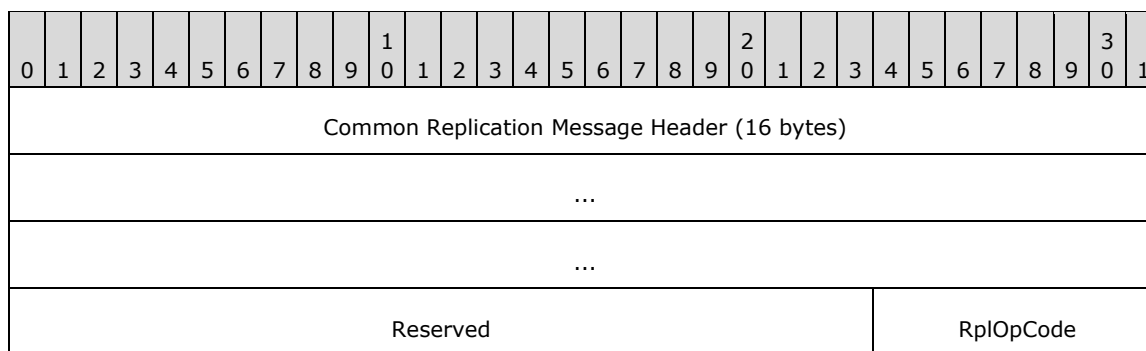 1 2 3
0 1 2 3 4 5 6 7 8 9 0 1 2 3 4 5 6 7 8 9 0 1 2 3 4 5 6 7 8 9 0 1
Common Replication Message Header (16 bytes)
...
...
Reserved RplOpCode